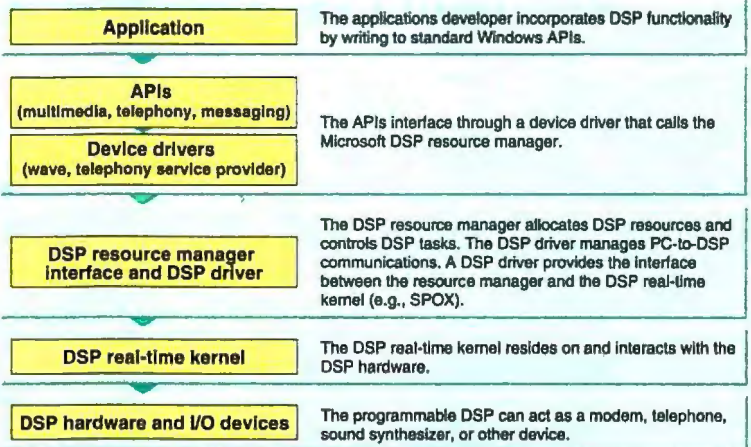 Application
The applications developer incorporates DSP functionality
by writing to standard Windows APIs.
APIs
(multimedia, telephony, messaging)
Device drivers
(wave, telephony service provider)
The APIs interface through a device driver that calls the
Microsoft DSP resource manager.
DSP resource manager
interface and DSP driver
The DSP resource manager allocates DSP resources and
controls DSP tasks. The DSP driver manages PC-to-DSP
communications. A DSP driver provides the interface
between the resource manager and the DSP real-time
kernel (e.g., SPOX).
DSP real-time kernel
The DSP real-time kernel resides on and interacts with the
DSP hardware.
DSP hardware and I/O devices
The programmable DSP can act as a modem, telephone,
sound synthesizer, or other device.